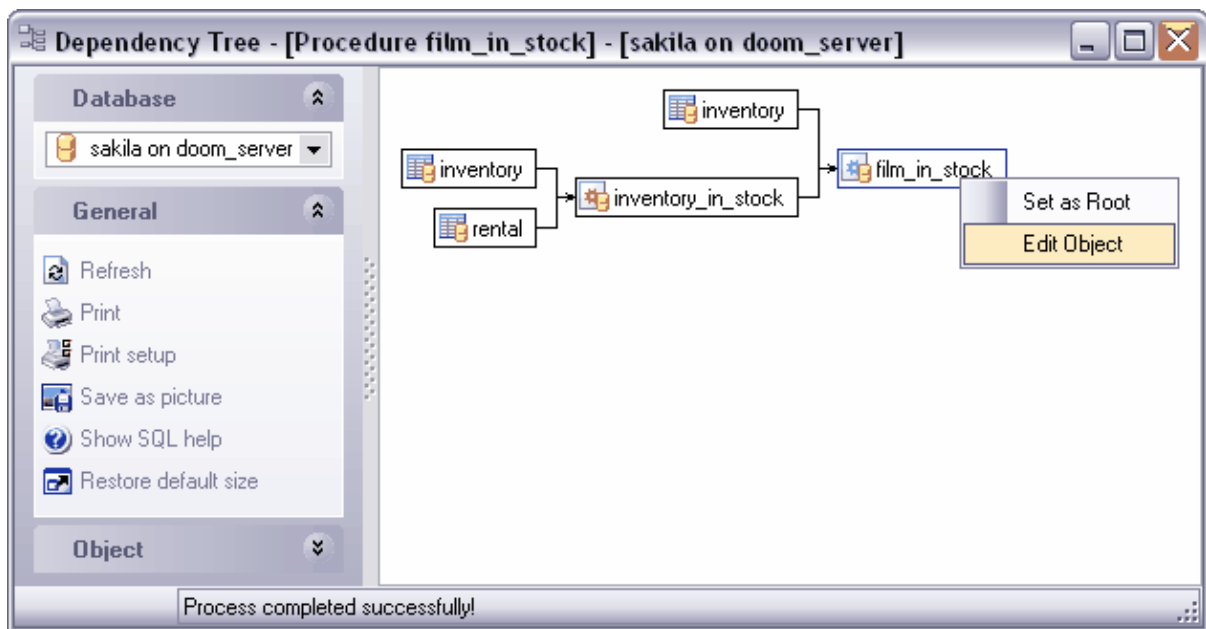 Dependency Tree - [Procedure film_in_stock] - [sakila on doom_server]
Database
sakila on doom_server
General
Refresh
Print
Print setup
Save as picture
Show SQL help
Restore default size
Object
inventory
inventory
rental
inventory_in_stock
film_in_stock
Set as Root
Edit Object
Process completed successfully!